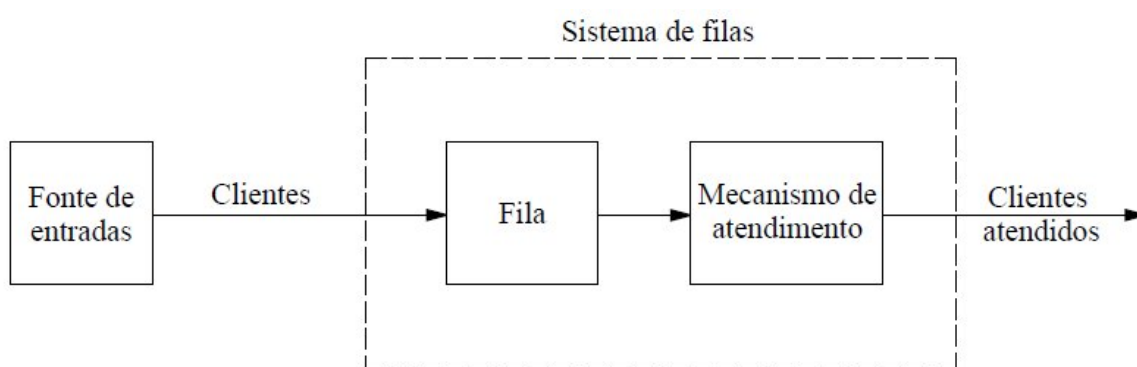 Sistema de filas
Fonte de
entradas
Clientes
Fila
Mecanismo de
atendimento
Clientes
atendidos